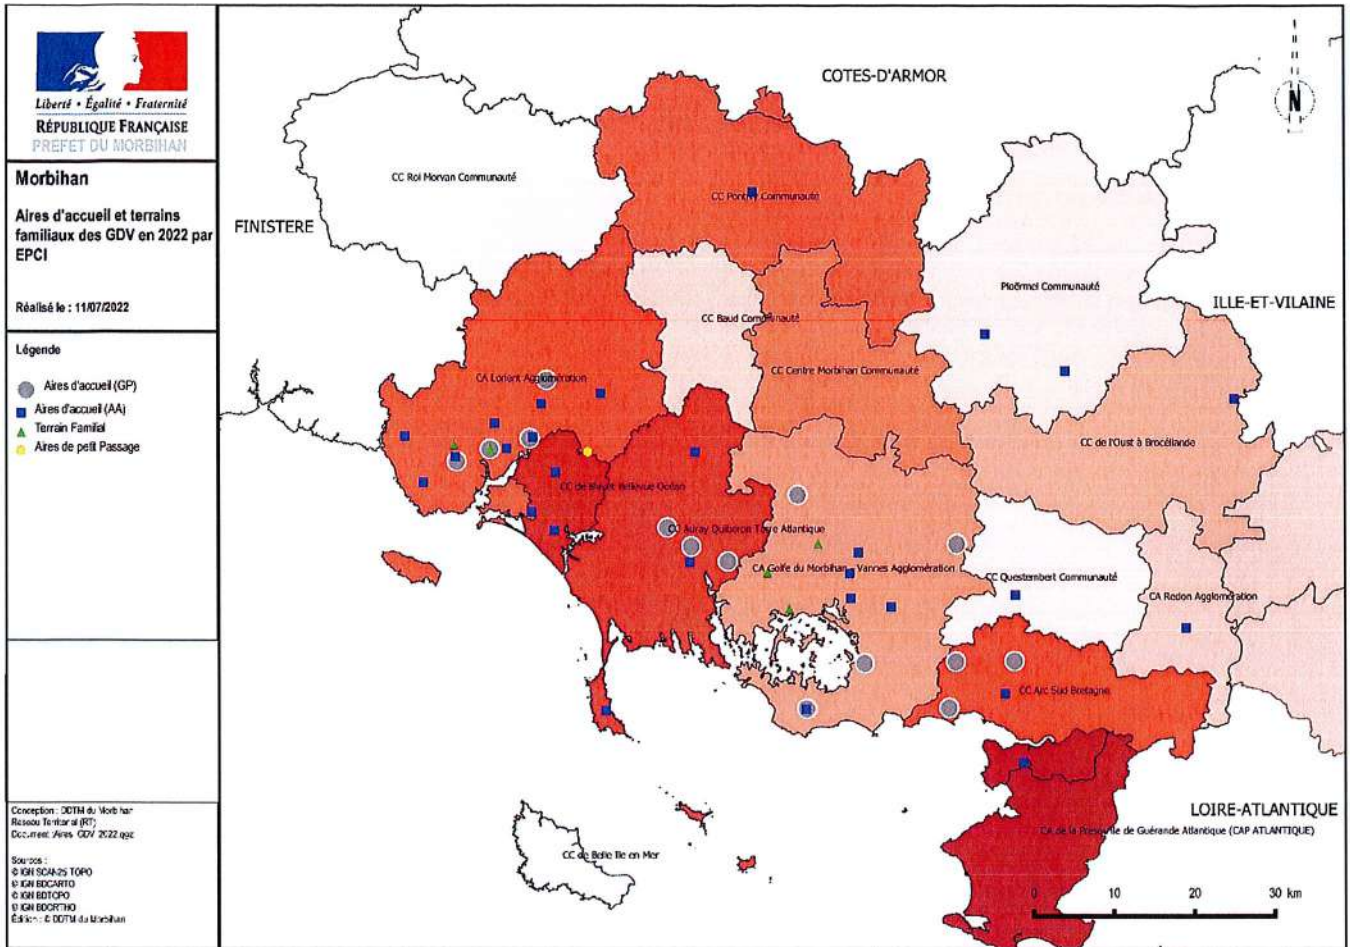 Liberté • Égalité • Fraternité
RÉPUBLIQUE FRANÇAISE
PREFET DU MORBIHAN
Morbihan
Aires d'accueil et terrains
familiaux des GDV en 2022 par
EPCI
Réalisé le : 11/07/2022
Légende
Aires d'accueil (GP)
Aires d'accueil (AA)
Terrain Familial
Aires de petit Passage
Conception : DDTM du Morbihan
Reseau Territorial (RT)
Document :Aires GDV 2022.qgz
Sources :
© IGN SCAN25 TOPO
© IGN BDCARTO
© IGN BDTOPO
© IGN BDORTHO
Édition : © DDTM du Morbihan
COTES-D'ARMOR
N
CC Roi Morvan Communauté
CC Pontivy Communauté
FINISTERE
Ploërmel Communauté
ILLE-ET-VILAINE
CC Baud Communauté
CC Centre Morbihan Communauté
CA Lorient Agglomération
CC de l'Oust à Brocéliande
CC de Blavet Bellevue Océan
CC Auray Quiberon Terre Atlantique
CA Golfe du Morbihan - Vannes Agglomération
CC Questembert Communauté
CA Redon Agglomération
CC Arc Sud Bretagne
LOIRE-ATLANTIQUE
CA de la Presqu'ile de Guérande Atlantique (CAP ATLANTIQUE)
CC de Belle Ile en Mer
0 10 20 30 km